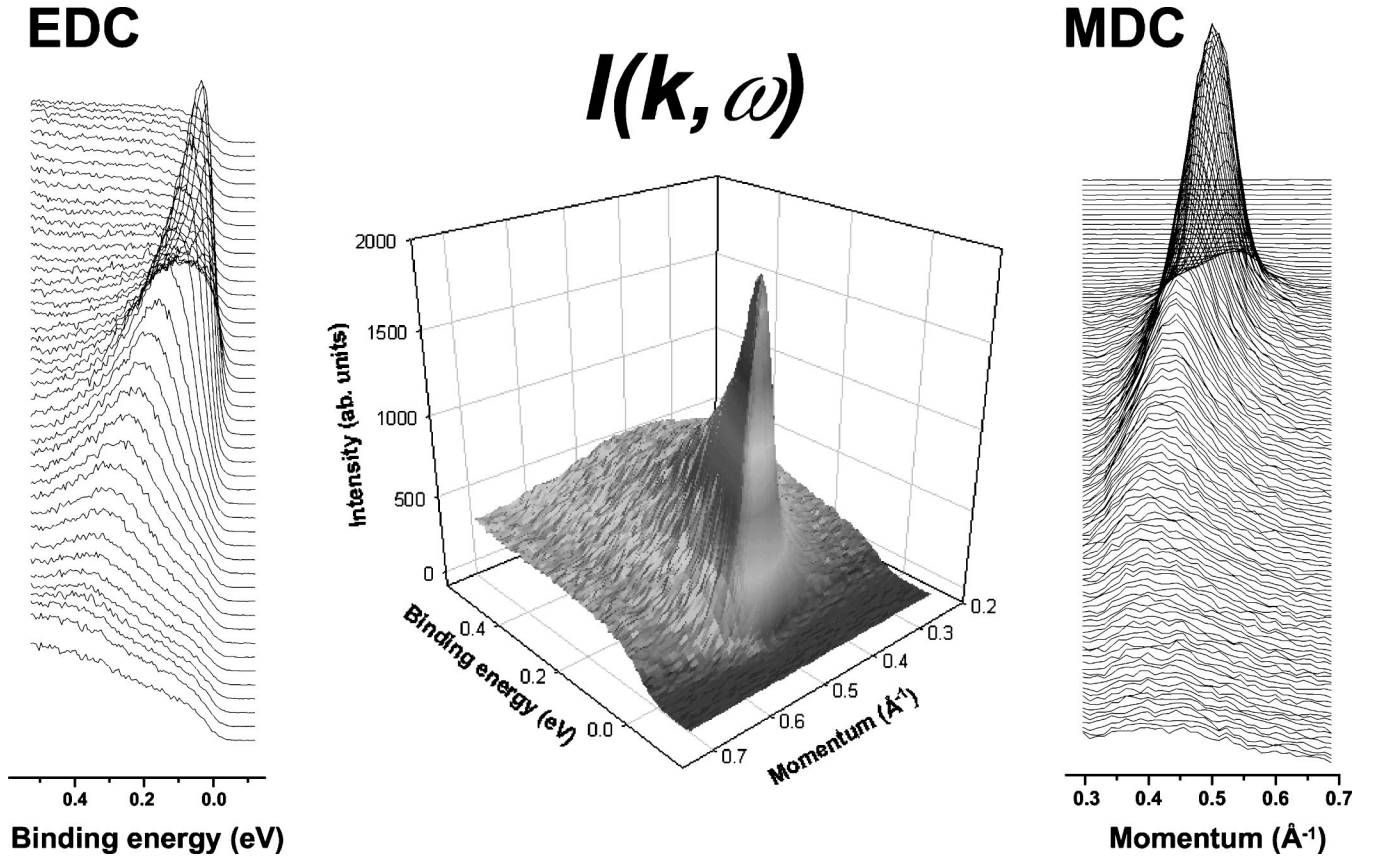 EDC
I(k, ω)
MDC
2000
1500
1000
500
0
Intensity (ab. units)
0.4
0.2
0.0
Binding energy (eV)
0.2
0.3
0.4
0.5
0.6
0.7
Momentum (Å⁻¹)
0.4 0.2 0.0
Binding energy (eV)
0.3 0.4 0.5 0.6 0.7
Momentum (Å⁻¹)